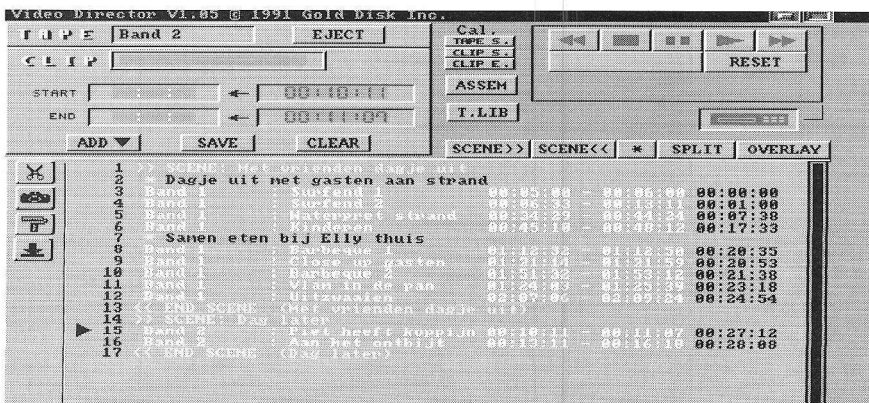 Video Director V1.05 © 1991 Gold Disk Inc.
TAPE Band 2 EJECT
CLIP
START 00:10:11
END 00:11:07
ADD SAVE CLEAR
Cal.
TAPE S.
CLIP S.
CLIP E.
ASSEM
T.LIB
RESET
SCENE>> SCENE<< * SPLIT OVERLAY
1 >> SCENE: Met vrienden dagje uit
2 * Dagje uit met gasten aan strand
3 Band 1 : Surfend 00:05:00 - 00:06:00 00:00:00
4 Band 1 : Surfend 2 00:06:33 - 00:13:11 00:01:00
5 Band 1 : Waterpret strand 00:34:29 - 00:44:24 00:07:38
6 Band 1 : Kinderen 00:45:10 - 00:48:12 00:17:33
7 * Samen eten bij Elly thuis
8 Band 1 : Barbeque 1 01:12:32 - 01:12:50 00:20:35
9 Band 1 : Close up gasten 01:21:14 - 01:21:59 00:20:53
10 Band 1 : Barbeque 2 01:51:32 - 01:53:12 00:21:38
11 Band 1 : Vlam in de pan 01:24:03 - 01:25:39 00:23:18
12 Band 1 : Uitzwaaien 02:07:06 - 02:09:24 00:24:54
13 << END SCENE (Met vrienden dagje uit)
14 >> SCENE: Dag later
15 Band 2 : Piet heeft koppijn 00:10:11 - 00:11:07 00:27:12
16 Band 2 : Aan het ontbijt 00:13:11 - 00:16:10 00:28:08
17 << END SCENE (Dag later)